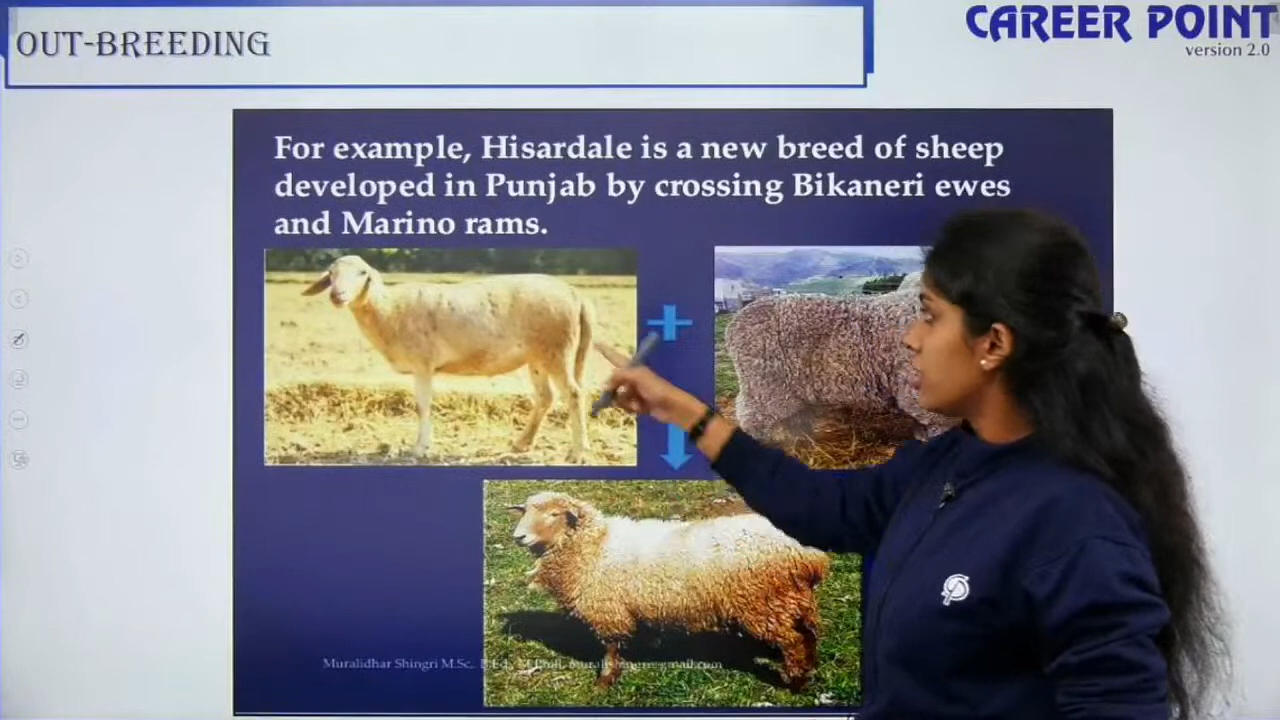 OUT-BREEDING
CAREER POINT
version 2.0
For example, Hisardale is a new breed of sheep
developed in Punjab by crossing Bikaneri ewes
and Marino rams.
Muralidhar Shingri M.Sc,